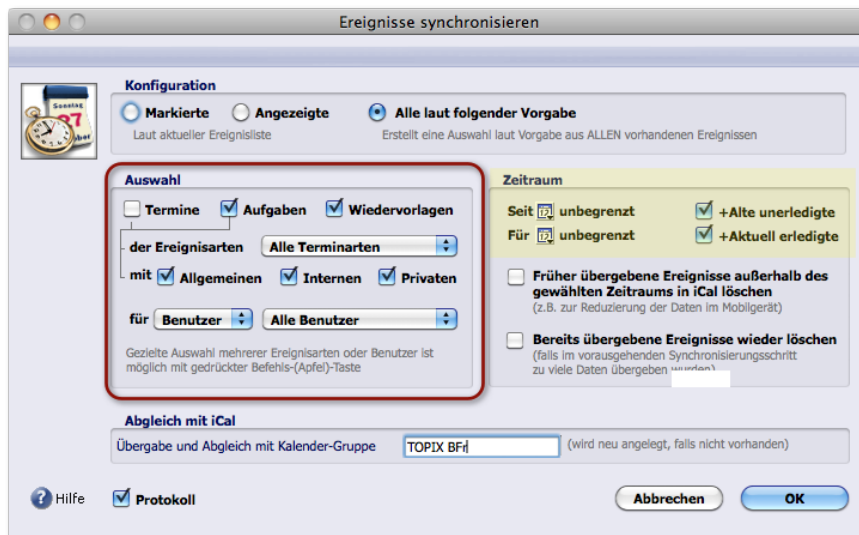 Ereignisse synchronisieren
Konfiguration
Markierte Angezeigte Alle laut folgender Vorgabe
Laut aktueller Ereignisliste Erstellt eine Auswahl laut Vorgabe aus ALLEN vorhandenen Ereignissen
Sonntag
27
Auswahl
Termine Aufgaben Wiedervorlagen
der Ereignisarten Alle Terminarten
mit Allgemeinen Internen Privaten
für Benutzer Alle Benutzer
Gezielte Auswahl mehrerer Ereignisarten oder Benutzer ist
möglich mit gedrückter Befehls-(Apfel)-Taste
Zeitraum
Seit 12 unbegrenzt +Alte unerledigte
Für 12 unbegrenzt +Aktuell erledigte
Früher übergebene Ereignisse außerhalb des
gewählten Zeitraums in iCal löschen
(z.B. zur Reduzierung der Daten im Mobilgerät)
Bereits übergebene Ereignisse wieder löschen
(falls im vorausgehenden Synchronisierungsschritt
zu viele Daten übergeben wurden)
Abgleich mit iCal
Übergabe und Abgleich mit Kalender-Gruppe TOPIX BFr (wird neu angelegt, falls nicht vorhanden)
? Hilfe Protokoll Abbrechen OK